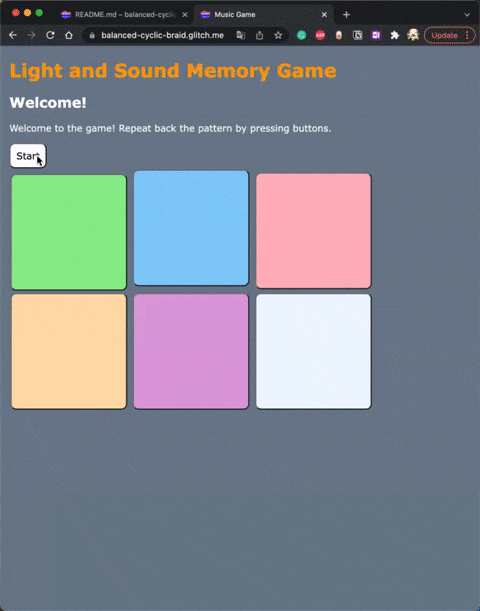 README.md – balanced-cyclic
Music Game
balanced-cyclic-braid.glitch.me
Update
Light and Sound Memory Game
Welcome!
Welcome to the game! Repeat back the pattern by pressing buttons.
Start